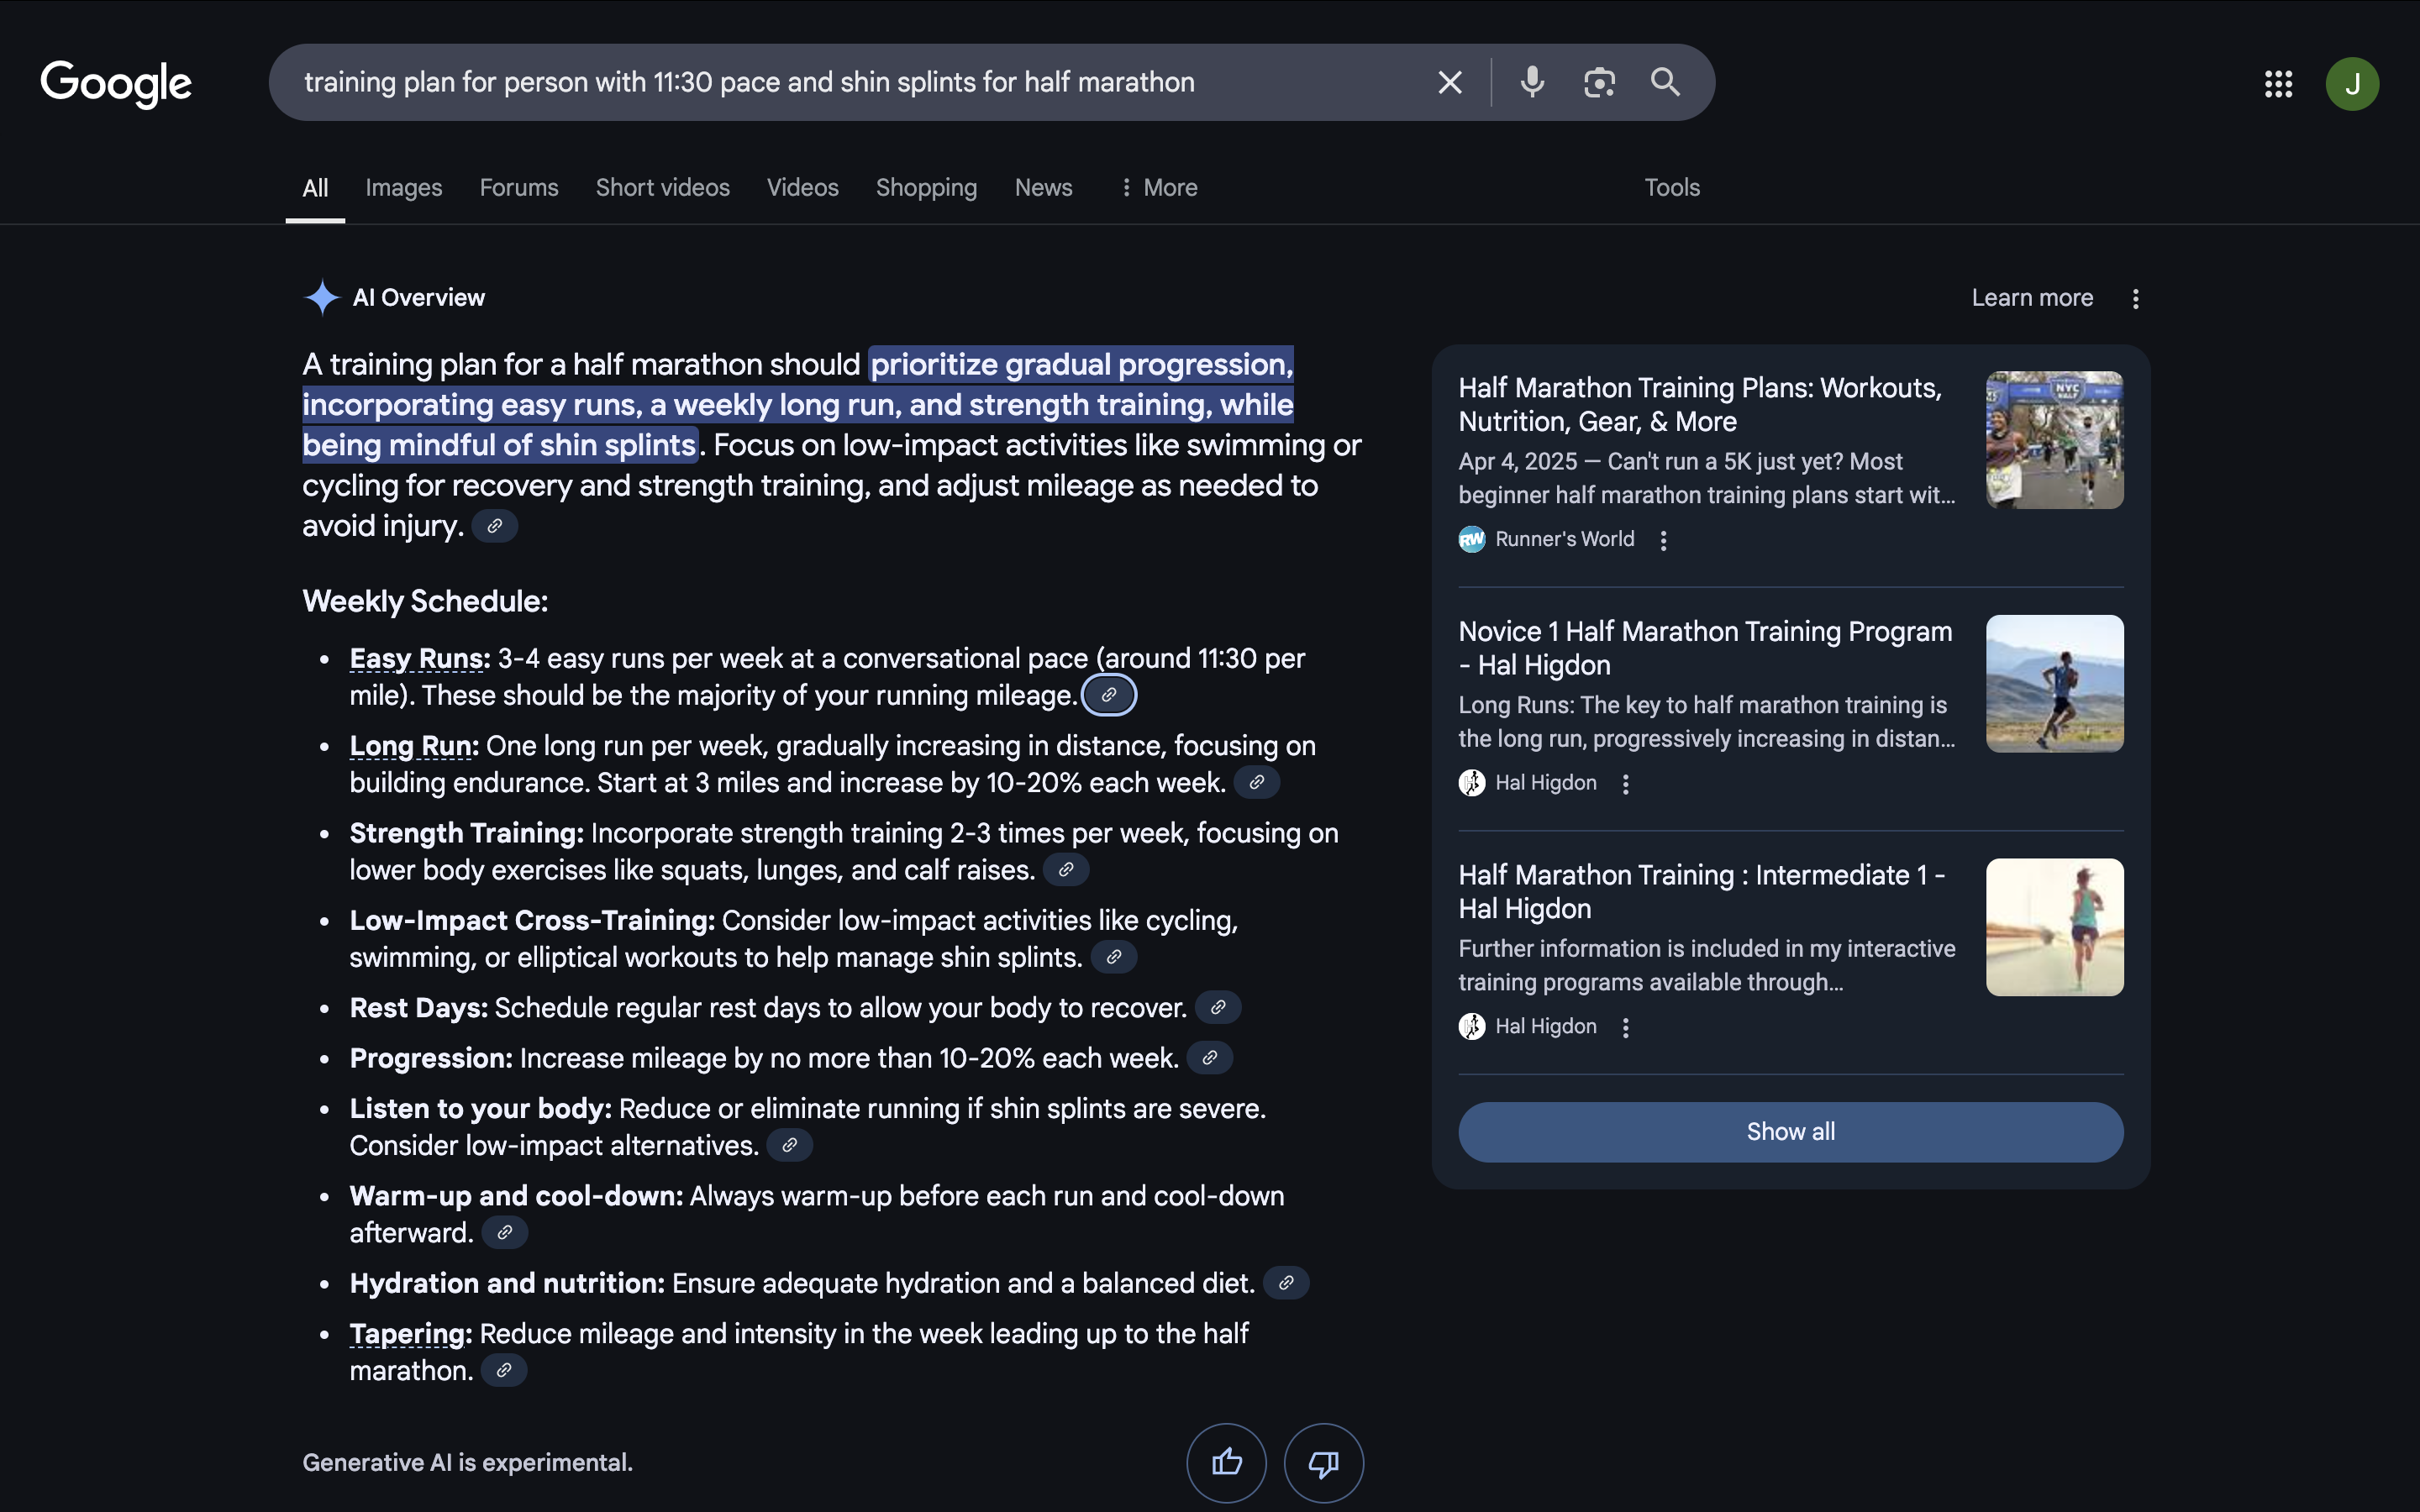 Google
training plan for person with 11:30 pace and shin splints for half marathon
J
All
Images
Forums
Short videos
Videos
Shopping
News
More
Tools
AI Overview
Learn more
A training plan for a half marathon should prioritize gradual progression,
incorporating easy runs, a weekly long run, and strength training, while
being mindful of shin splints. Focus on low-impact activities like swimming or
cycling for recovery and strength training, and adjust mileage as needed to
avoid injury.
Weekly Schedule:
• Easy Runs: 3-4 easy runs per week at a conversational pace (around 11:30 per
mile). These should be the majority of your running mileage.
• Long Run: One long run per week, gradually increasing in distance, focusing on
building endurance. Start at 3 miles and increase by 10-20% each week.
• Strength Training: Incorporate strength training 2-3 times per week, focusing on
lower body exercises like squats, lunges, and calf raises.
• Low-Impact Cross-Training: Consider low-impact activities like cycling,
swimming, or elliptical workouts to help manage shin splints.
• Rest Days: Schedule regular rest days to allow your body to recover.
• Progression: Increase mileage by no more than 10-20% each week.
• Listen to your body: Reduce or eliminate running if shin splints are severe.
Consider low-impact alternatives.
• Warm-up and cool-down: Always warm-up before each run and cool-down
afterward.
• Hydration and nutrition: Ensure adequate hydration and a balanced diet.
• Tapering: Reduce mileage and intensity in the week leading up to the half
marathon.
Generative AI is experimental.
Half Marathon Training Plans: Workouts,
Nutrition, Gear, & More
Apr 4, 2025 — Can't run a 5K just yet? Most
beginner half marathon training plans start wit...
NYC
HALF
RW
Runner's World
Novice 1 Half Marathon Training Program
- Hal Higdon
Long Runs: The key to half marathon training is
the long run, progressively increasing in distan...
Hal Higdon
Half Marathon Training : Intermediate 1 -
Hal Higdon
Further information is included in my interactive
training programs available through...
Hal Higdon
Show all